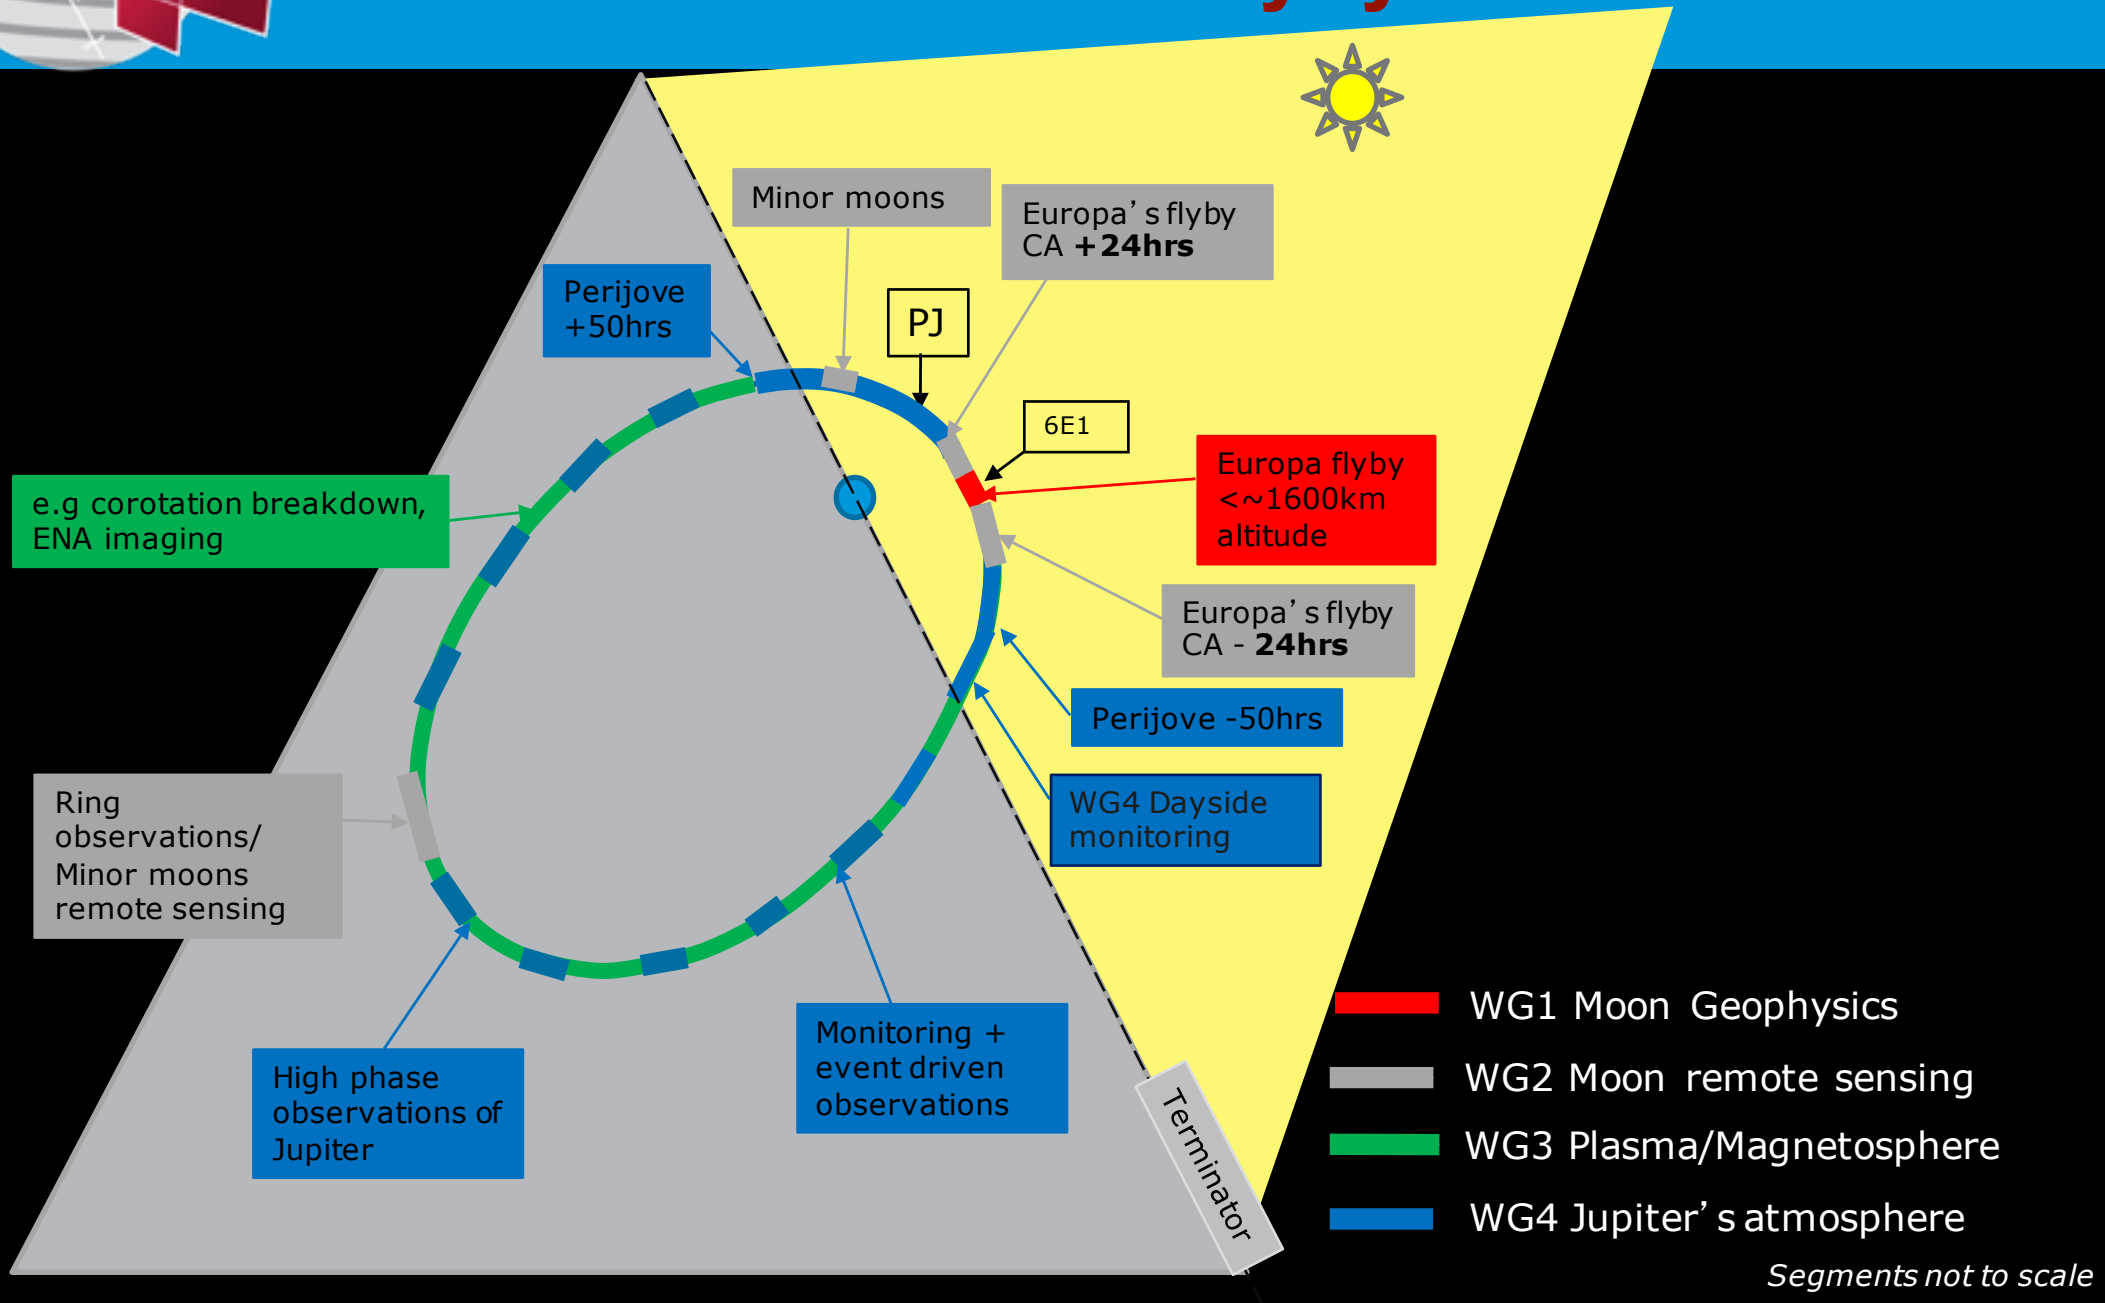 Minor moons
Europa’s flyby
CA +24hrs
Perijove
+50hrs
PJ
6E1
Europa flyby
<~1600km
altitude
e.g corotation breakdown,
ENA imaging
Europa’s flyby
CA - 24hrs
Perijove -50hrs
WG4 Dayside
monitoring
Ring
observations/
Minor moons
remote sensing
Monitoring +
event driven
observations
High phase
observations of
Jupiter
Terminator
WG1 Moon Geophysics
WG2 Moon remote sensing
WG3 Plasma/Magnetosphere
WG4 Jupiter’s atmosphere
Segments not to scale